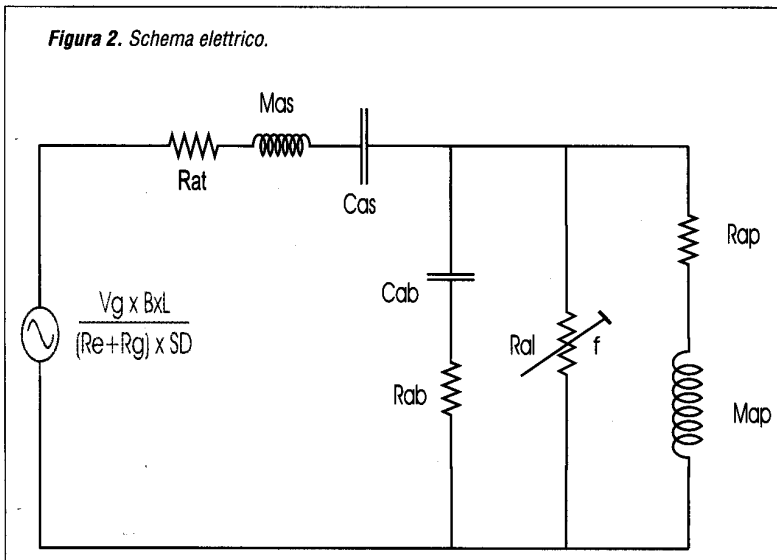 Figura 2. Schema elettrico.
Mas
Rat
Cas
Rap
Cab
Vg x BxL
(Re+Rg) x SD
Ral
f
Rab
Map